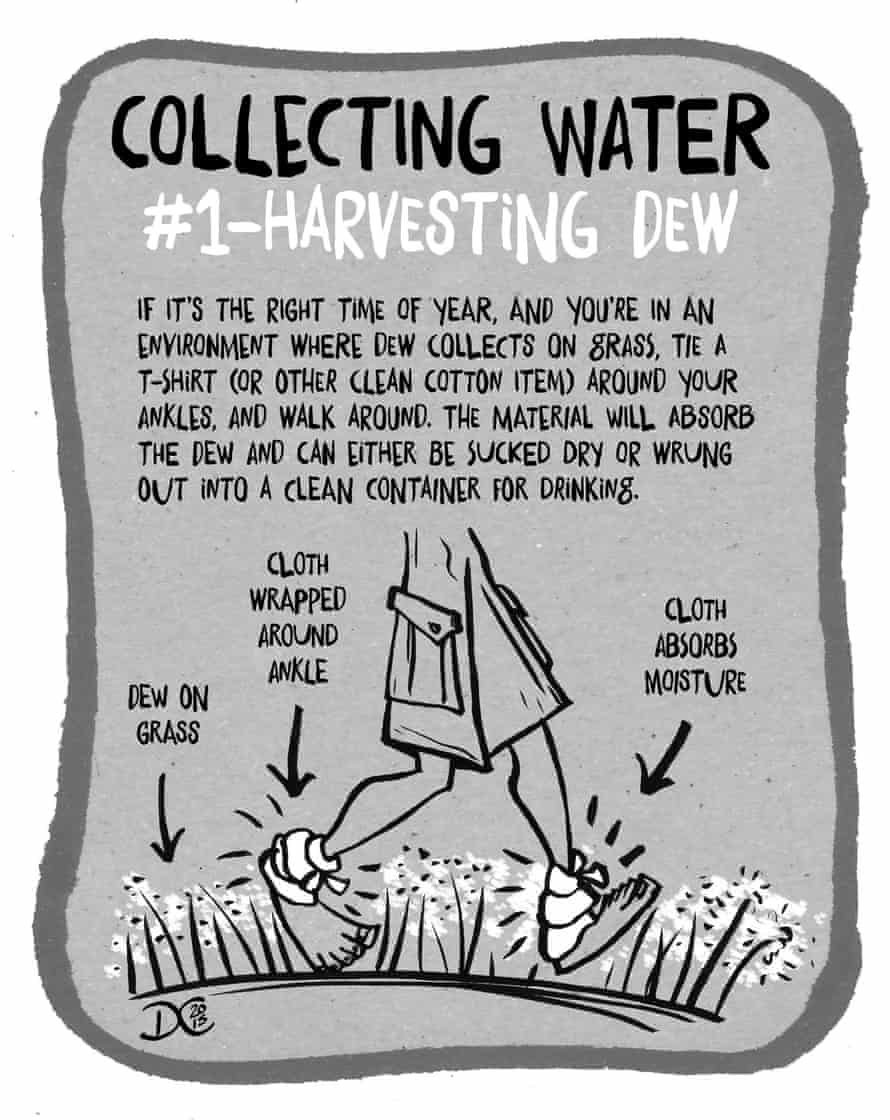 COLLECTING WATER
#1-HARVESTING DEW
IF IT'S THE RIGHT TIME OF YEAR, AND YOU'RE IN AN
ENVIRONMENT WHERE DEW COLLECTS ON GRASS, TIE A
T-SHIRT (OR OTHER CLEAN COTTON ITEM) AROUND YOUR
ANKLES, AND WALK AROUND. THE MATERIAL WILL ABSORB
THE DEW AND CAN EITHER BE SUCKED DRY OR WRUNG
OUT INTO A CLEAN CONTAINER FOR DRINKING.
DEW ON
GRASS
CLOTH
WRAPPED
AROUND
ANKLE
CLOTH
ABSORBS
MOISTURE
DC 20
13